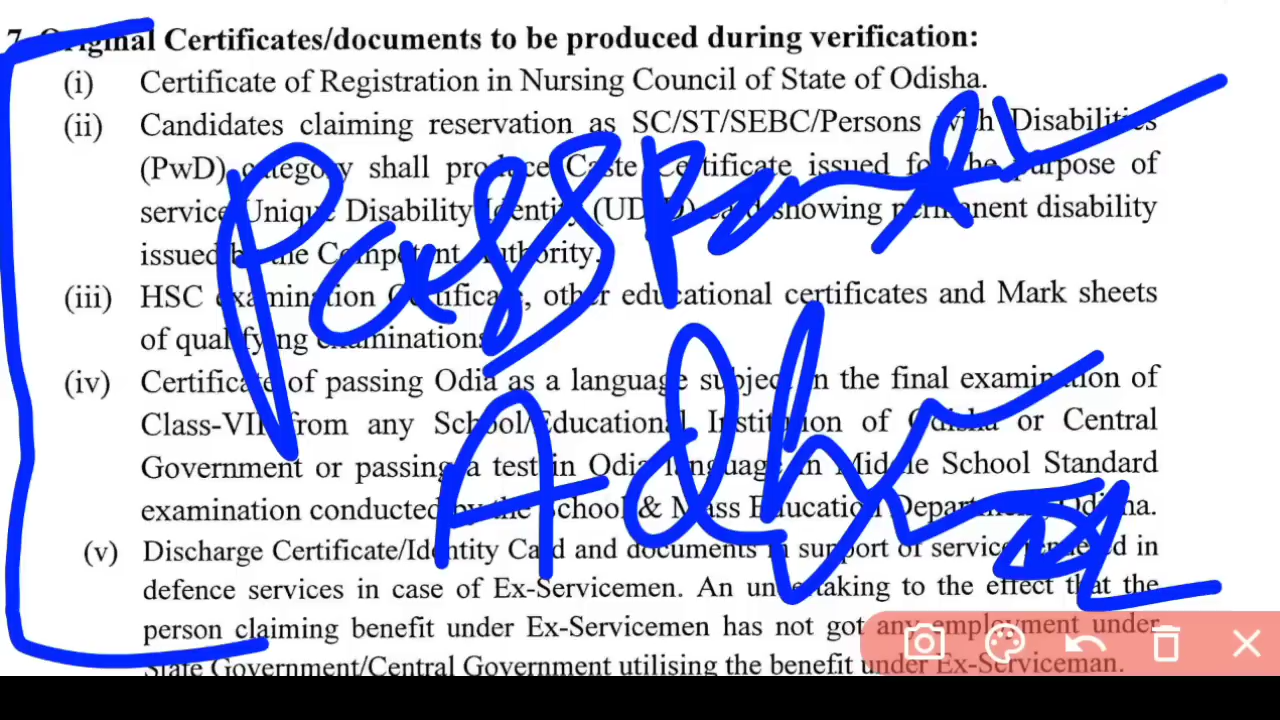 7. Original Certificates/documents to be produced during verification:
(i) Certificate of Registration in Nursing Council of State of Odisha.
(ii) Candidates claiming reservation as SC/ST/SEBC/Persons with Disabilities
(PwD) category shall produce Caste Certificate issued for the purpose of
service Unique Disability Identity (UDID) card showing permanent disability
issued by the Competent Authority.
(iii) HSC examination Certificate, other educational certificates and Mark sheets
of qualifying examinations.
(iv) Certificate of passing Odia as a language subject in the final examination of
Class-VII from any School/Educational Institution of Odisha or Central
Government or passing a test in Odia language in Middle School Standard
examination conducted by the School & Mass Education Department, Odisha.
(v) Discharge Certificate/Identity Card and documents in support of service rendered in
defence services in case of Ex-Servicemen. An undertaking to the effect that the
person claiming benefit under Ex-Servicemen has not got any employment under
State Government/Central Government utilising the benefit under Ex-Serviceman.